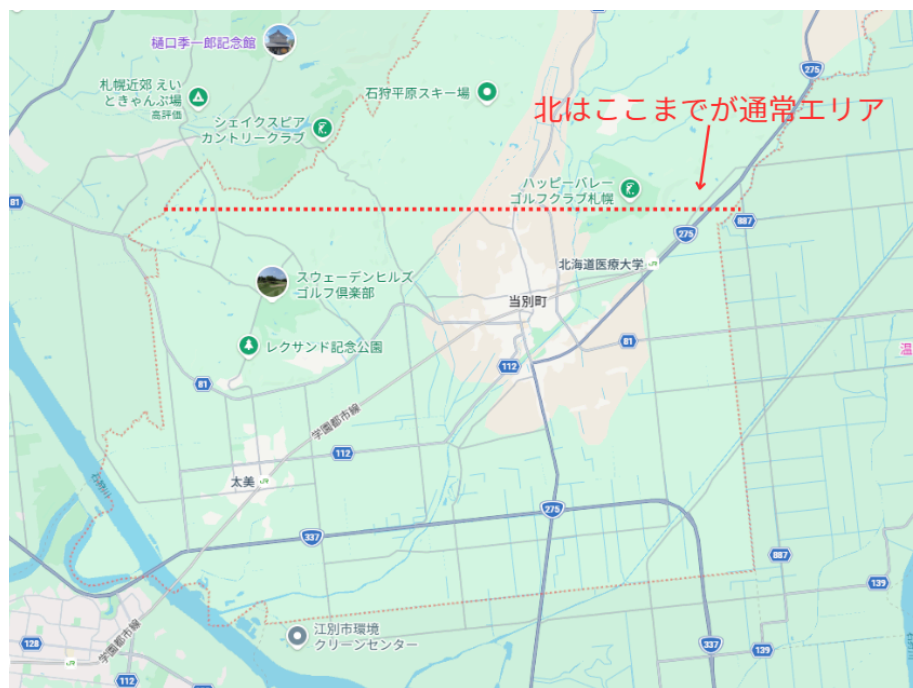 樋口季一郎記念館
275
札幌近郊 えい
ときゃんぷ場
高評価
石狩平原スキー場
北はここまでが通常エリア
シェイクスピア
カントリークラブ
ハッピーバレー
ゴルフクラブ札幌
81
887
275
北海道医療大学
JR
スウェーデンヒルズ
ゴルフ倶楽部
当別町
レクサンド記念公園
81
温
112
81
学園都市線
112
太美
JR
石狩川
275
337
887
139
江別市環境
クリーンセンター
128
学園都市線
337
139
JR
112